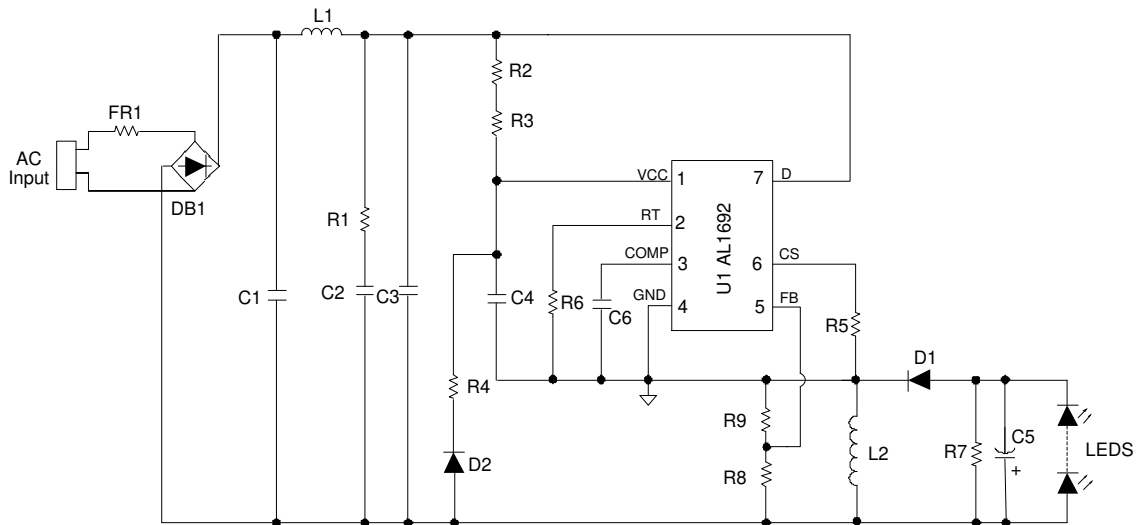 L1
R2
FR1
R3
AC
Input
VCC 1
7 D
DB1
R1
RT 2
U1 AL1692
COMP 3
6 CS
C1
C2
C3
C4
R6
C6
GND 4
5 FB
R5
D1
R4
R9
L2
R7
C5
+
LEDS
D2
R8